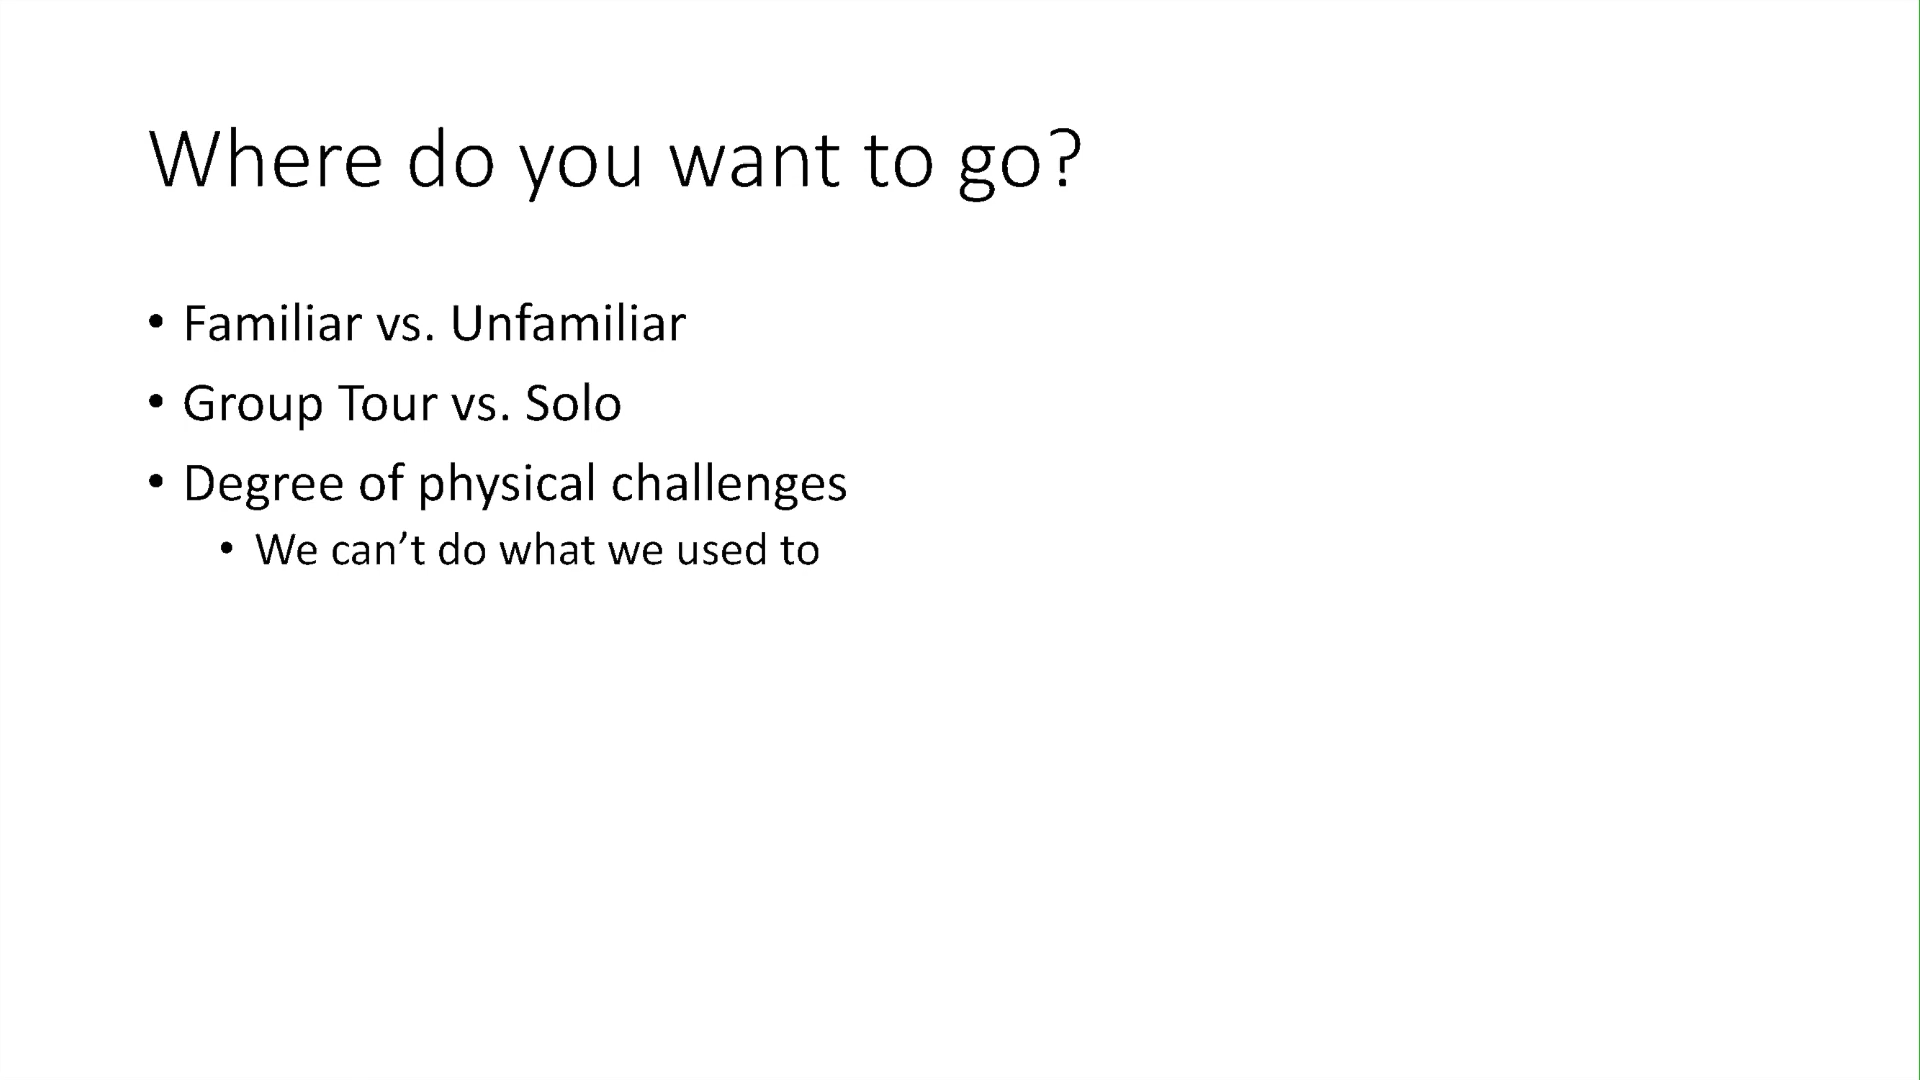 Where do you want to go?
• Familiar vs. Unfamiliar
• Group Tour vs. Solo
• Degree of physical challenges
• We can’t do what we used to